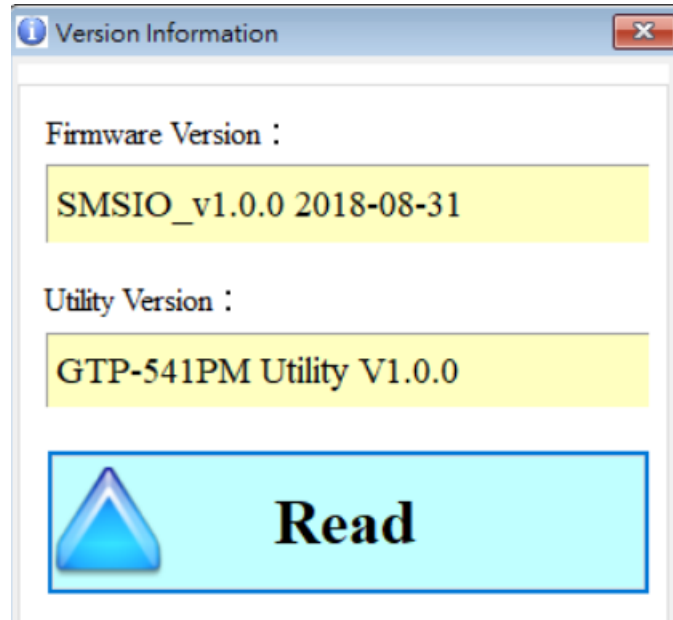 Version Information
Firmware Version：
SMSIO_v1.0.0 2018-08-31
Utility Version：
GTP-541PM Utility V1.0.0
Read